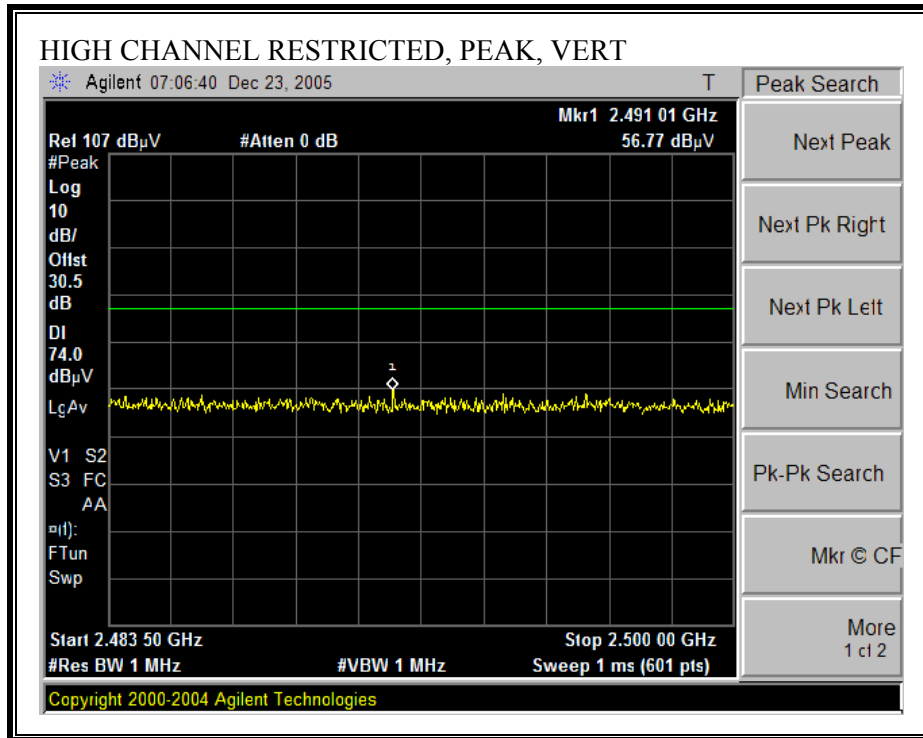 HIGH CHANNEL RESTRICTED, PEAK, VERT
Agilent 07:06:40 Dec 23, 2005 T
Peak Search
Mkr1 2.491 01 GHz
Ref 107 dBµV #Atten 0 dB 56.77 dBµV
#Peak
Log
10
dB/
Offst
30.5
dB
DI
74.0
dBµV
LgAv
1
V1 S2
S3 FC
AA
¤(f):
FTun
Swp
Start 2.483 50 GHz Stop 2.500 00 GHz
#Res BW 1 MHz #VBW 1 MHz Sweep 1 ms (601 pts)
Copyright 2000-2004 Agilent Technologies
Next Peak
Next Pk Right
Next Pk Left
Min Search
Pk-Pk Search
Mkr © CF
More
1 of 2